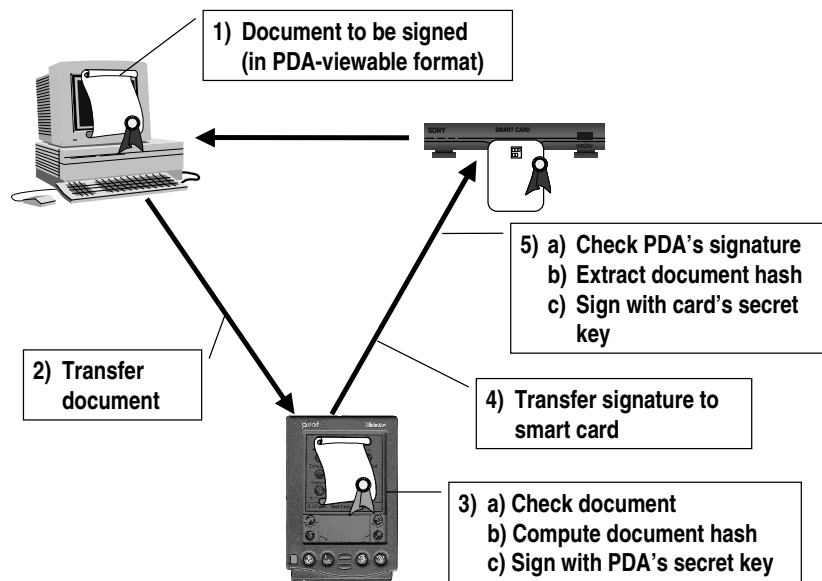 1) Document to be signed
(in PDA-viewable format)
SONY
SMART CARD
webtv
5) a) Check PDA's signature
b) Extract document hash
c) Sign with card's secret
key
2) Transfer
document
4) Transfer signature to
smart card
3) a) Check document
b) Compute document hash
c) Sign with PDA's secret key